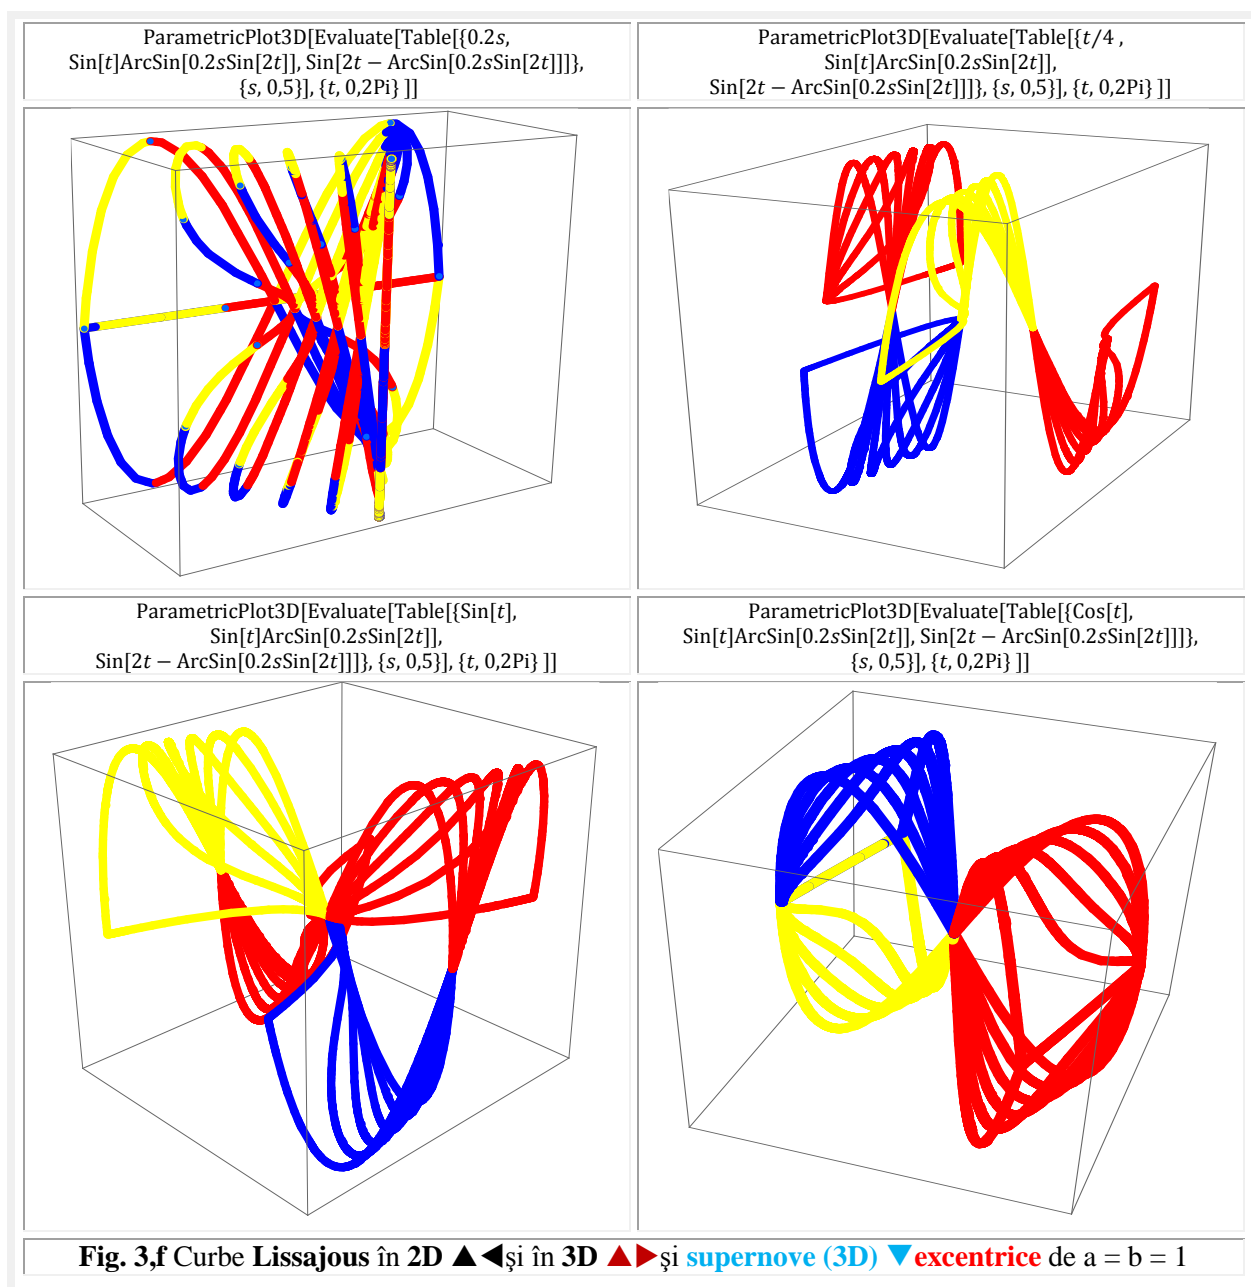 ParametricPlot3D[Evaluate[Table[{0.2s,
Sin[t]ArcSin[0.2sSin[2t]], Sin[2t − ArcSin[0.2sSin[2t]]]},
{s, 0,5}], {t, 0,2Pi} ]]
ParametricPlot3D[Evaluate[Table[{t/4 ,
Sin[t]ArcSin[0.2sSin[2t]],
Sin[2t − ArcSin[0.2sSin[2t]]]}, {s, 0,5}], {t, 0,2Pi} ]]
ParametricPlot3D[Evaluate[Table[{Sin[t],
Sin[t]ArcSin[0.2sSin[2t]],
Sin[2t − ArcSin[0.2sSin[2t]]]}, {s, 0,5}], {t, 0,2Pi} ]]
ParametricPlot3D[Evaluate[Table[{Cos[t],
Sin[t]ArcSin[0.2sSin[2t]], Sin[2t − ArcSin[0.2sSin[2t]]]},
{s, 0,5}], {t, 0,2Pi} ]]
Fig. 3,f Curbe Lissajous în 2D ▲◀şi în 3D ▲▶şi supernove (3D) ▼excentrice de a = b = 1